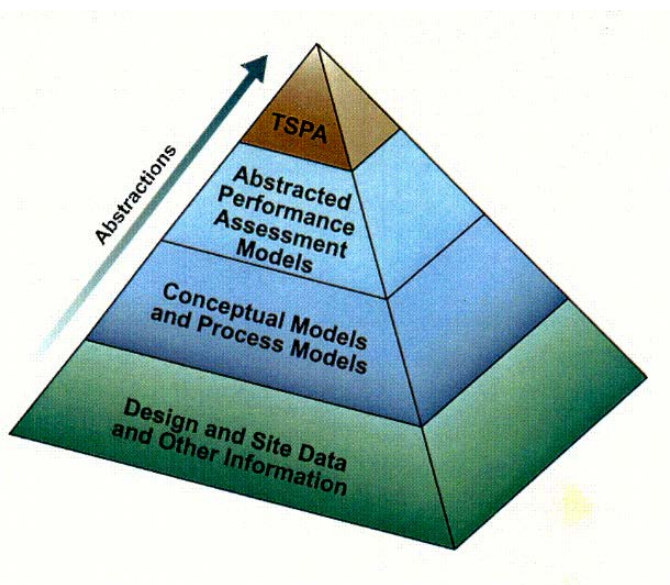 Abstractions
TSPA
Abstracted
Performance
Assessment
Models
Conceptual Models
and Process Models
Design and Site Data
and Other Information